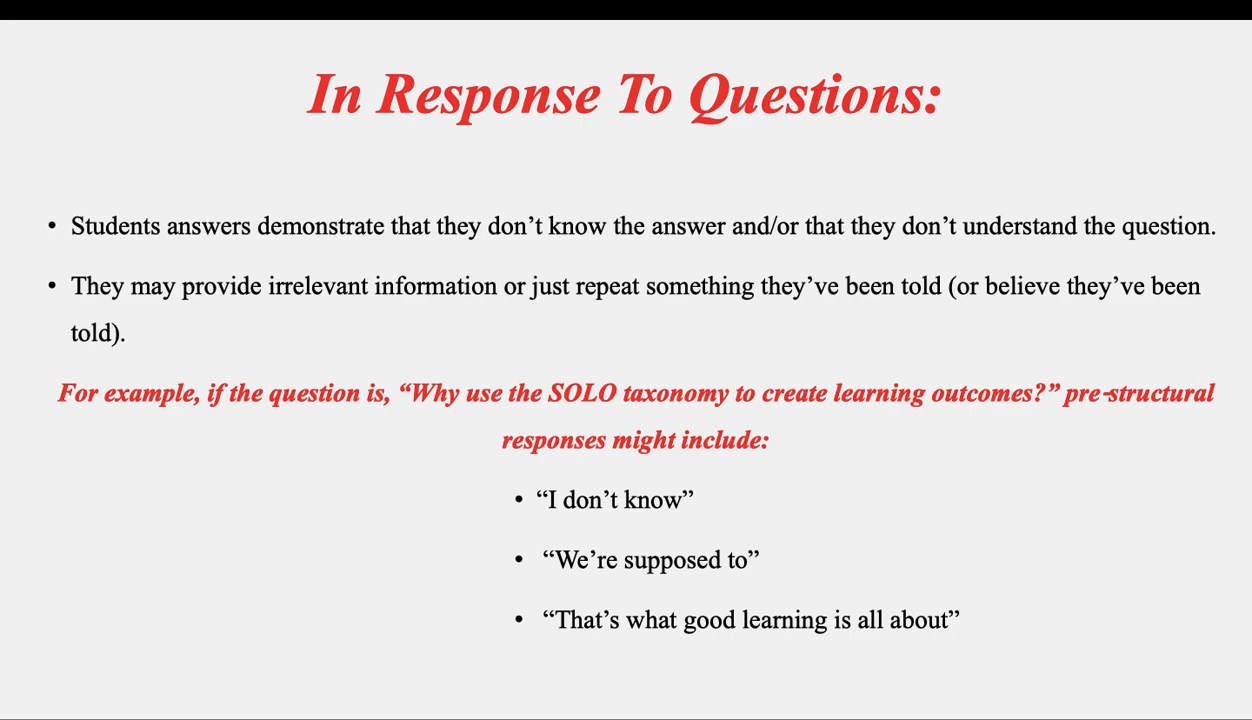 In Response To Questions:
• Students answers demonstrate that they don’t know the answer and/or that they don’t understand the question.
• They may provide irrelevant information or just repeat something they’ve been told (or believe they’ve been
told).
For example, if the question is, “Why use the SOLO taxonomy to create learning outcomes?” pre-structural
responses might include:
• “I don’t know”
• “We’re supposed to”
• “That’s what good learning is all about”